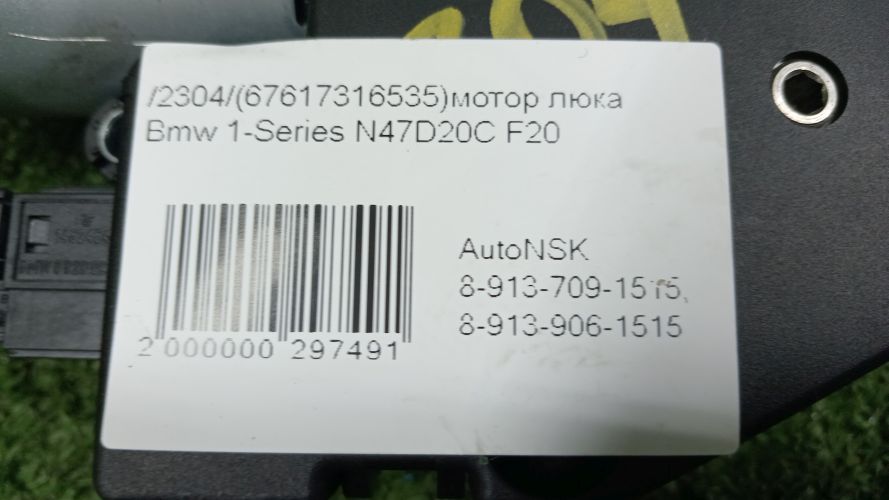 /2304/(67617316535)мотор люка
Bmw 1-Series N47D20C F20
AutoNSK
8-913-709-1515,
8-913-906-1515
2 000000 297491